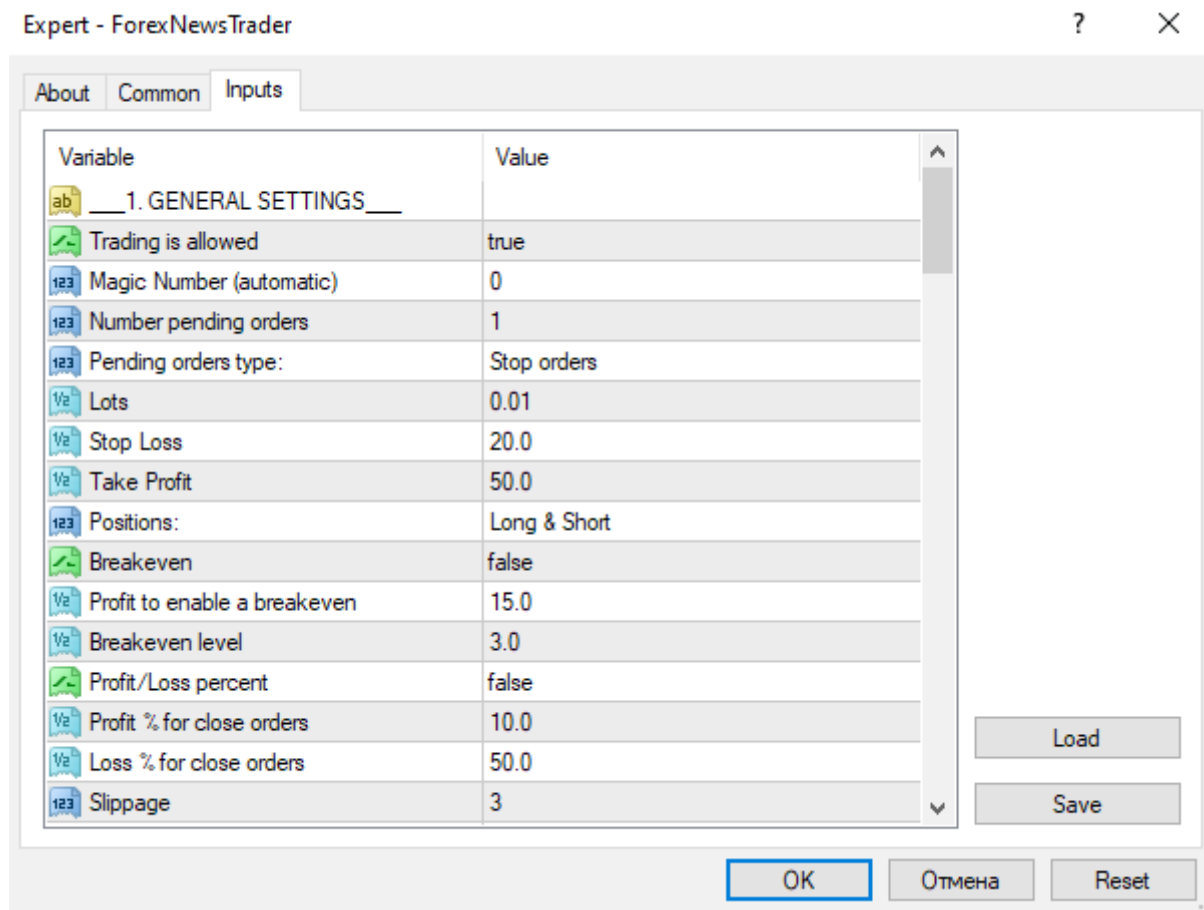 Expert - ForexNewsTrader ? ×
About Common Inputs
Variable Value
ab ___1. GENERAL SETTINGS___
Trading is allowed true
123 Magic Number (automatic) 0
123 Number pending orders 1
123 Pending orders type: Stop orders
1/2 Lots 0.01
1/2 Stop Loss 20.0
1/2 Take Profit 50.0
123 Positions: Long & Short
Breakeven false
1/2 Profit to enable a breakeven 15.0
1/2 Breakeven level 3.0
Profit/Loss percent false
1/2 Profit % for close orders 10.0
1/2 Loss % for close orders 50.0
123 Slippage 3
Load
Save
OK Отмена Reset